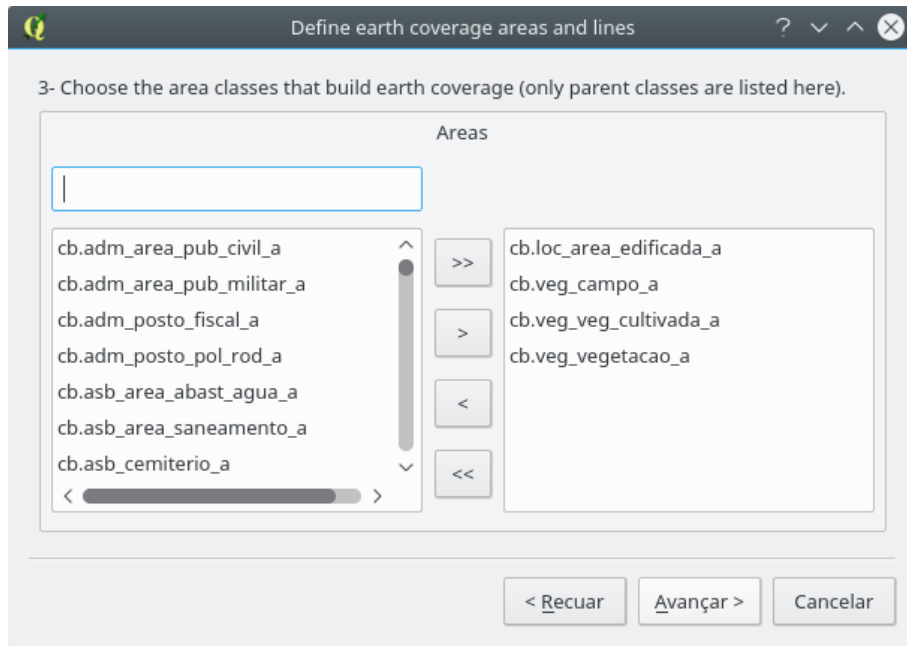 Define earth coverage areas and lines
3- Choose the area classes that build earth coverage (only parent classes are listed here).
Areas
cb.adm_area_pub_civil_a
cb.adm_area_pub_militar_a
cb.adm_posto_fiscal_a
cb.adm_posto_pol_rod_a
cb.asb_area_abast_agua_a
cb.asb_area_saneamento_a
cb.asb_cemiterio_a
>>
>
<
<<
cb.loc_area_edificada_a
cb.veg_campo_a
cb.veg_veg_cultivada_a
cb.veg_vegetacao_a
< Recuar
Avançar >
Cancelar